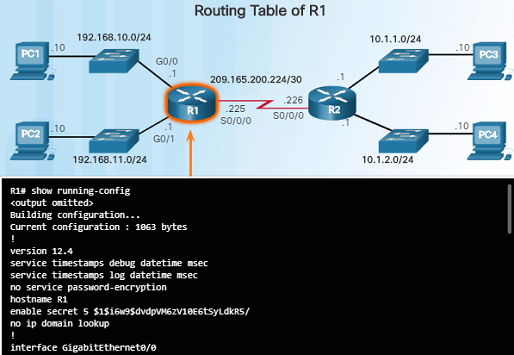 Routing Table of R1
192.168.10.0/24
10.1.1.0/24
PC1
.10
G0/0
.1
209.165.200.224/30
.1
.10
PC3
R1
.225
S0/0/0
.226
S0/0/0
R2
PC2
.10
.1
G0/1
192.168.11.0/24
.1
10.1.2.0/24
.10
PC4
R1# show running-config
<output omitted>
Building configuration...
Current configuration : 1063 bytes
!
version 12.4
service timestamps debug datetime msec
service timestamps log datetime msec
no service password-encryption
hostname R1
enable secret 5 $1$i6w9$dvdpVM6zV10E6tSyLdkR5/
no ip domain lookup
!
interface GigabitEthernet0/0